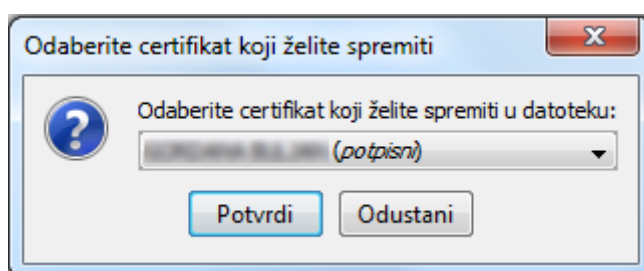 Odaberite certifikat koji želite spremiti
Odaberite certifikat koji želite spremiti u datoteku:
(potpisni)
Potvrdi
Odustani